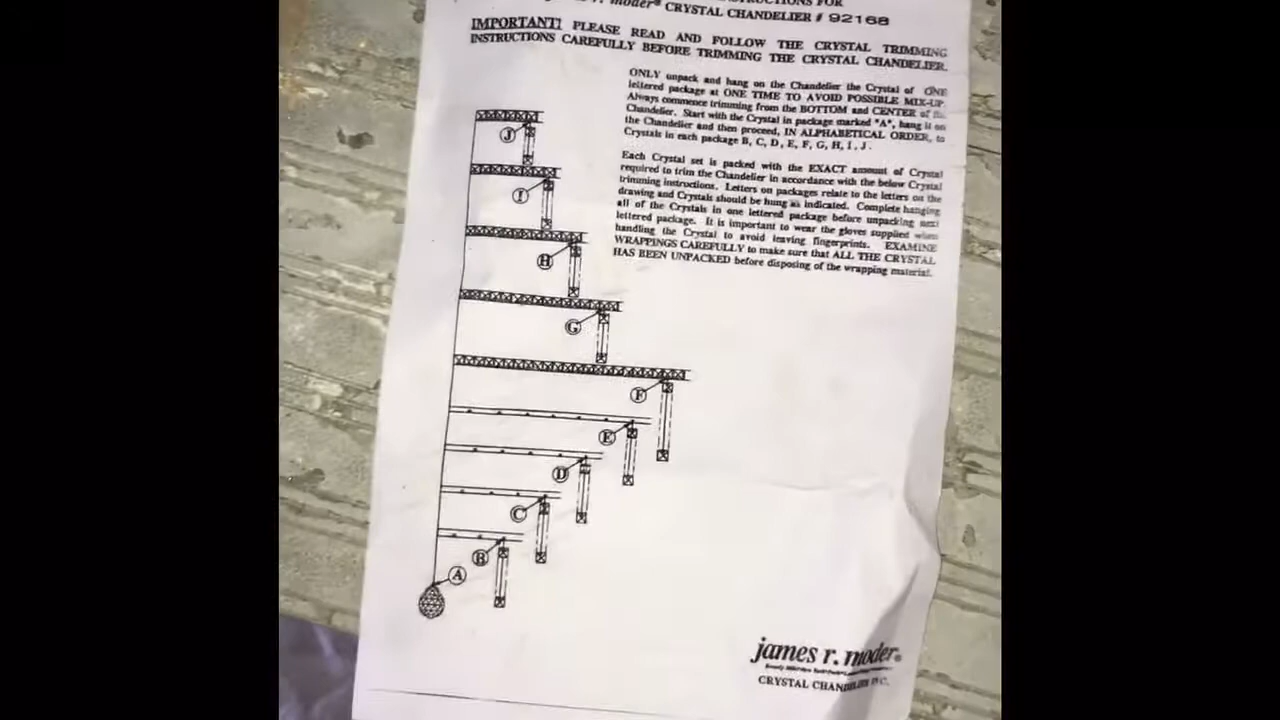 INSTRUCTIONS FOR
r. moder® CRYSTAL CHANDELIER # 92168
IMPORTANT! PLEASE READ AND FOLLOW THE CRYSTAL TRIMMING
INSTRUCTIONS CAREFULLY BEFORE TRIMMING THE CRYSTAL CHANDELIER.
ONLY unpack and hang on the Chandelier the Crystal of ONE
lettered package at ONE TIME TO AVOID POSSIBLE MIX-UP.
Always commence trimming from the BOTTOM and CENTER of the
Chandelier. Start with the Crystal in package marked "A", hang it on
the Chandelier and then proceed, IN ALPHABETICAL ORDER, to
Crystals in each package B, C, D, E, F, G, H, I, J.
Each Crystal set is packed with the EXACT amount of Crystal
required to trim the Chandelier in accordance with the below Crystal
trimming instructions. Letters on packages relate to the letters on the
drawing and Crystals should be hung as indicated. Complete hanging
all of the Crystals in one lettered package before unpacking next
lettered package. It is important to wear the gloves supplied when
handling the Crystal to avoid leaving fingerprints. EXAMINE
WRAPPINGS CAREFULLY to make sure that ALL THE CRYSTAL
HAS BEEN UNPACKED before disposing of the wrapping material.
J
I
H
G
F
E
D
C
B
A
james r. moder®
CRYSTAL CHANDELIER INC.